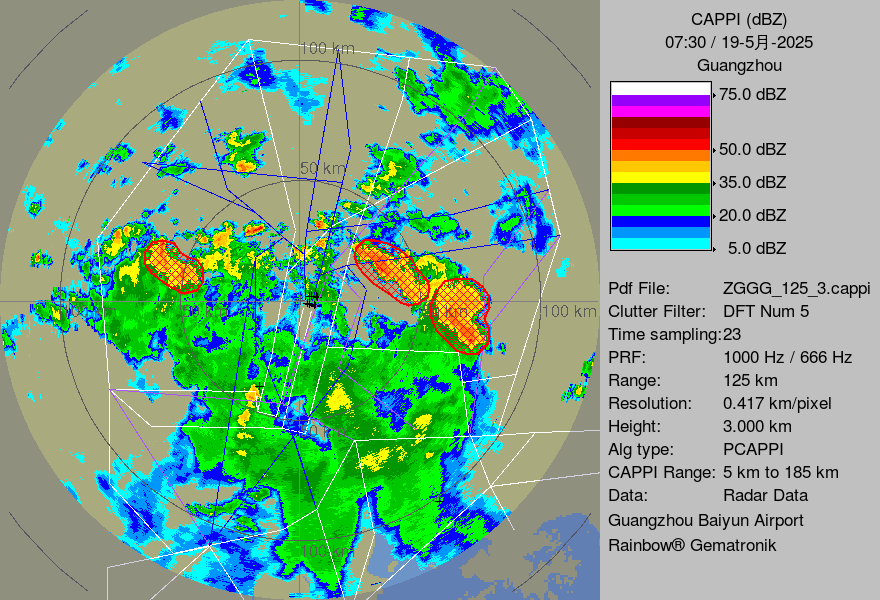 CAPPI (dBZ)
07:30 / 19-5月-2025
Guangzhou
75.0 dBZ
50.0 dBZ
35.0 dBZ
20.0 dBZ
5.0 dBZ
Pdf File: ZGGG_125_3.cappi
Clutter Filter: DFT Num 5
Time sampling:23
PRF: 1000 Hz / 666 Hz
Range: 125 km
Resolution: 0.417 km/pixel
Height: 3.000 km
Alg type: PCAPPI
CAPPI Range: 5 km to 185 km
Data: Radar Data
Guangzhou Baiyun Airport
Rainbow® Gematronik
100 km
50 km
km
100 km
100 km